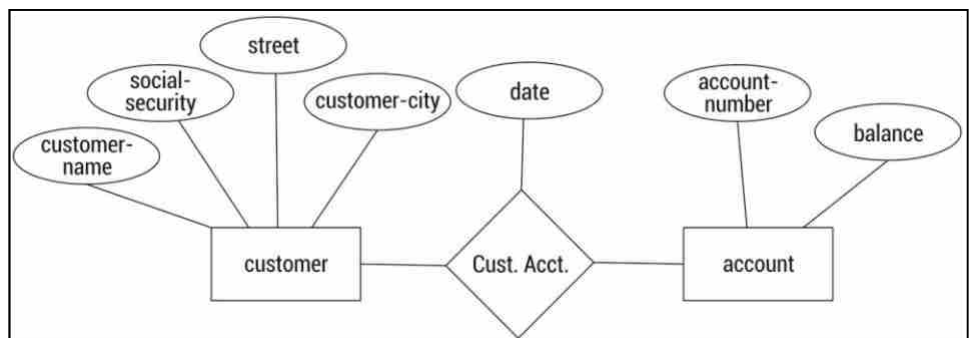 street
social-
security
customer-city
customer-
name
date
account-
number
balance
customer
Cust. Acct.
account